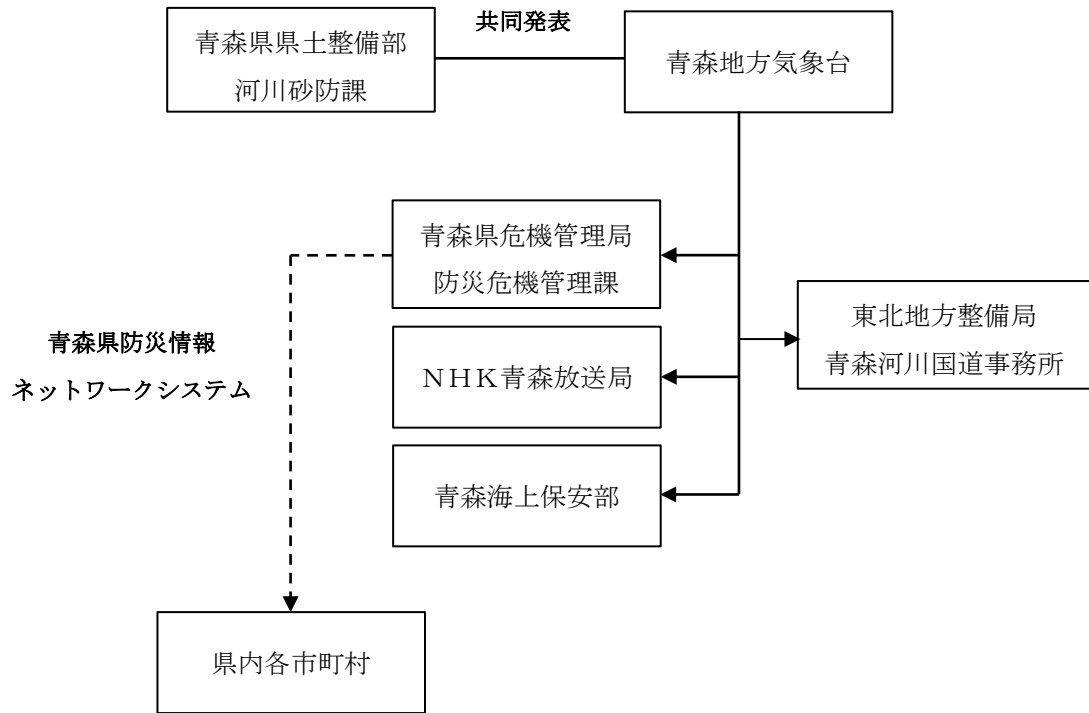 共同発表
青森県県土整備部
河川砂防課
青森地方気象台
青森県危機管理局
防災危機管理課
東北地方整備局
青森河川国道事務所
青森県防災情報
ネットワークシステム
ＮＨＫ青森放送局
青森海上保安部
県内各市町村